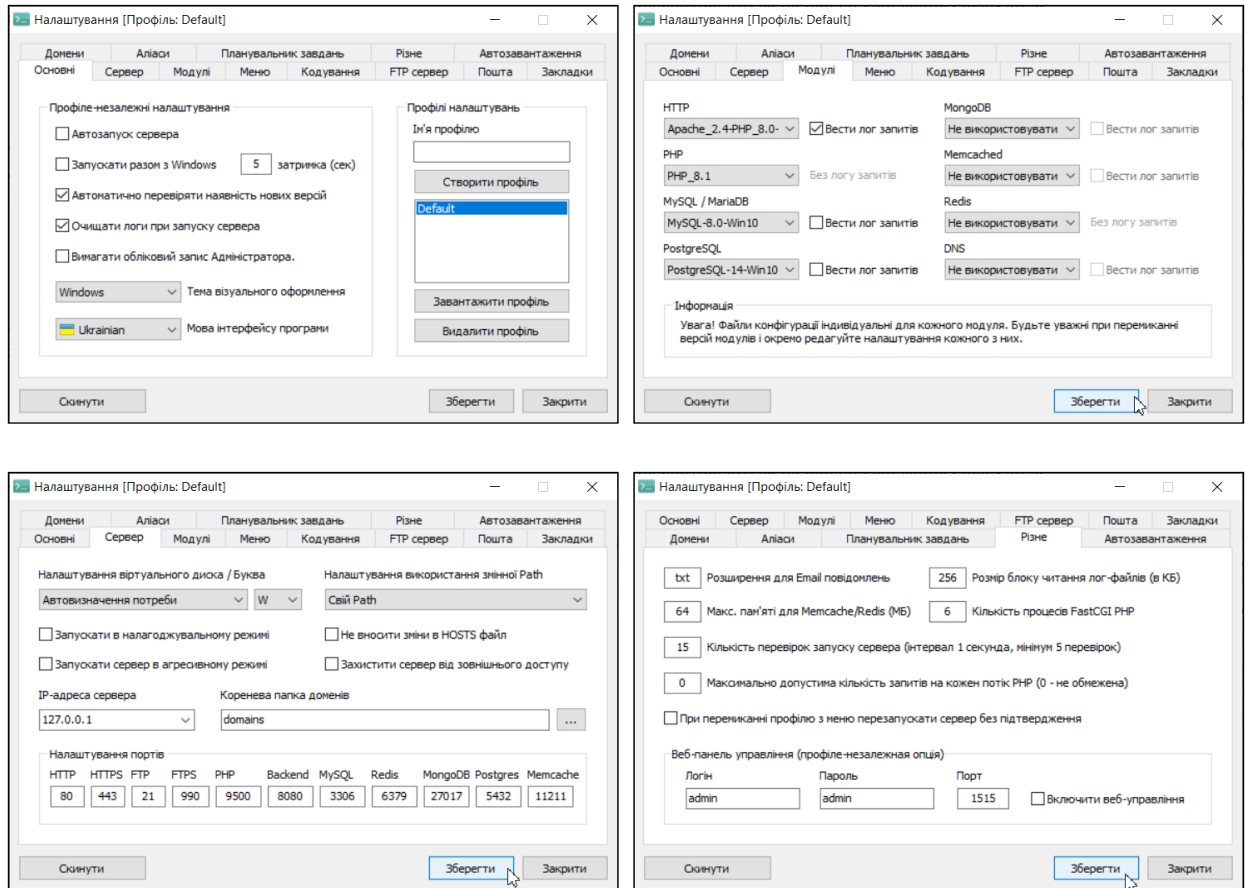 Налаштування [Профіль: Default]
Домени Аліаси Планувальник завдань Різне Автозавантаження
Основні Сервер Модулі Меню Кодування FTP сервер Пошта Закладки
Профіле-незалежні налаштування
Автозапуск сервера
Запускати разом з Windows 5 затримка (сек)
Автоматично перевіряти наявність нових версій
Очищати логи при запуску сервера
Вимагати обліковий запис Адміністратора.
Windows Тема візуального оформлення
Ukrainian Мова інтерфейсу програми
Профілі налаштувань
Ім'я профілю
Створити профіль
Default
Завантажити профіль
Видалити профіль
Скинути Зберегти Закрити
Налаштування [Профіль: Default]
Домени Аліаси Планувальник завдань Різне Автозавантаження
Основні Сервер Модулі Меню Кодування FTP сервер Пошта Закладки
HTTP MongoDB
Apache_2.4-PHP_8.0- Вести лог запитів Не використовувати Вести лог запитів
PHP Memcached
PHP_8.1 Без логу запитів Не використовувати Вести лог запитів
MySQL / MariaDB Redis
MySQL-8.0-Win10 Вести лог запитів Не використовувати Без логу запитів
PostgreSQL DNS
PostgreSQL-14-Win10 Вести лог запитів Не використовувати Вести лог запитів
Інформація
Увага! Файли конфігурації індивідуальні для кожного модуля. Будьте уважні при перемиканні
версій модулів і окремо редагуйте налаштування кожного з них.
Скинути Зберегти Закрити
Налаштування [Профіль: Default]
Домени Аліаси Планувальник завдань Різне Автозавантаження
Основні Сервер Модулі Меню Кодування FTP сервер Пошта Закладки
Налаштування віртуального диска / Буква Налаштування використання змінної Path
Автовизначення потреби W Свій Path
Запускати в налагоджувальному режимі Не вносити зміни в HOSTS файл
Запускати сервер в агресивному режимі Захистити сервер від зовнішнього доступу
IP-адреса сервера Коренева папка доменів
127.0.0.1 domains ...
Налаштування портів
HTTP HTTPS FTP FTPS PHP Backend MySQL Redis MongoDB Postgres Memcache
80 443 21 990 9500 8080 3306 6379 27017 5432 11211
Скинути Зберегти Закрити
Налаштування [Профіль: Default]
Основні Сервер Модулі Меню Кодування FTP сервер Пошта Закладки
Домени Аліаси Планувальник завдань Різне Автозавантаження
txt Розширення для Email повідомлень 256 Розмір блоку читання лог-файлів (в КБ)
64 Макс. пам'яті для Memcache/Redis (МБ) 6 Кількість процесів FastCGI PHP
15 Кількість перевірок запуску сервера (інтервал 1 секунда, мінімум 5 перевірок)
0 Максимально допустима кількість запитів на кожен потік PHP (0 - не обмежена)
При перемиканні профілю з меню перезапускати сервер без підтвердження
Веб-панель управління (профіле-незалежная опція)
Логін Пароль Порт
admin admin 1515 Включити веб-управління
Скинути Зберегти Закрити